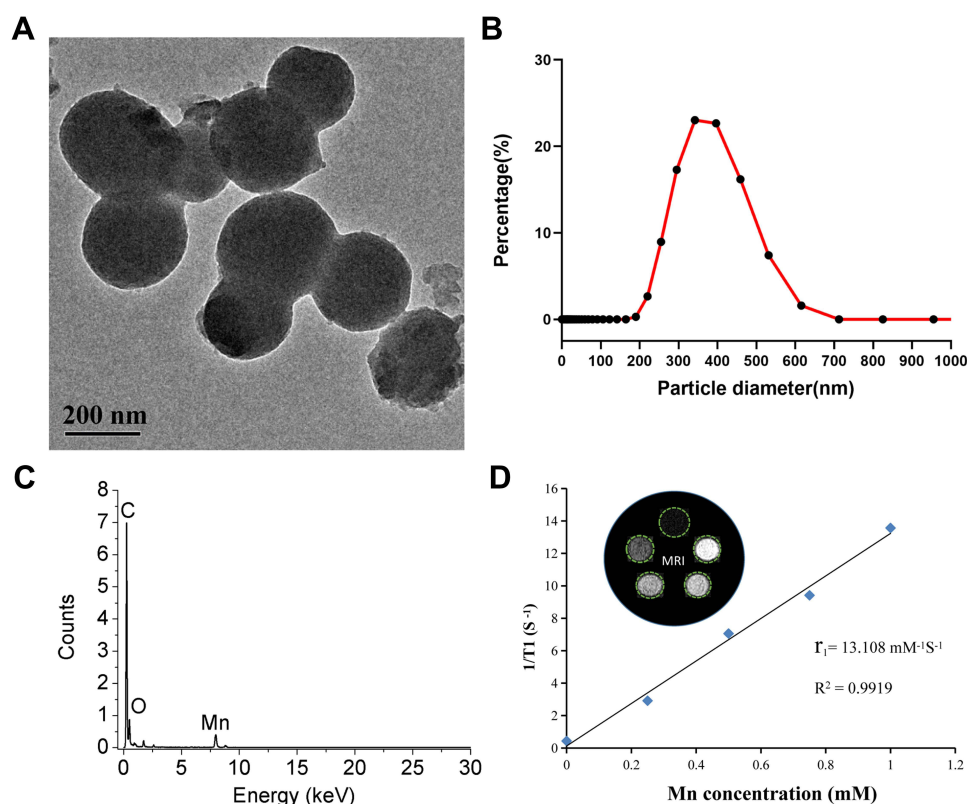 A
200 nm
B
30
20
10
0
Percentage(%)
0 100 200 300 400 500 600 700 800 900 1000
Particle diameter(nm)
C
8
7
6
5
4
3
2
1
0
Counts
C
O
Mn
0 5 10 15 20 25 30
Energy (keV)
D
16
14
12
10
8
6
4
2
0
1/T1 (S⁻¹)
MRI
r₁= 13.108 mM⁻¹S⁻¹
R² = 0.9919
0 0.2 0.4 0.6 0.8 1 1.2
Mn concentration (mM)